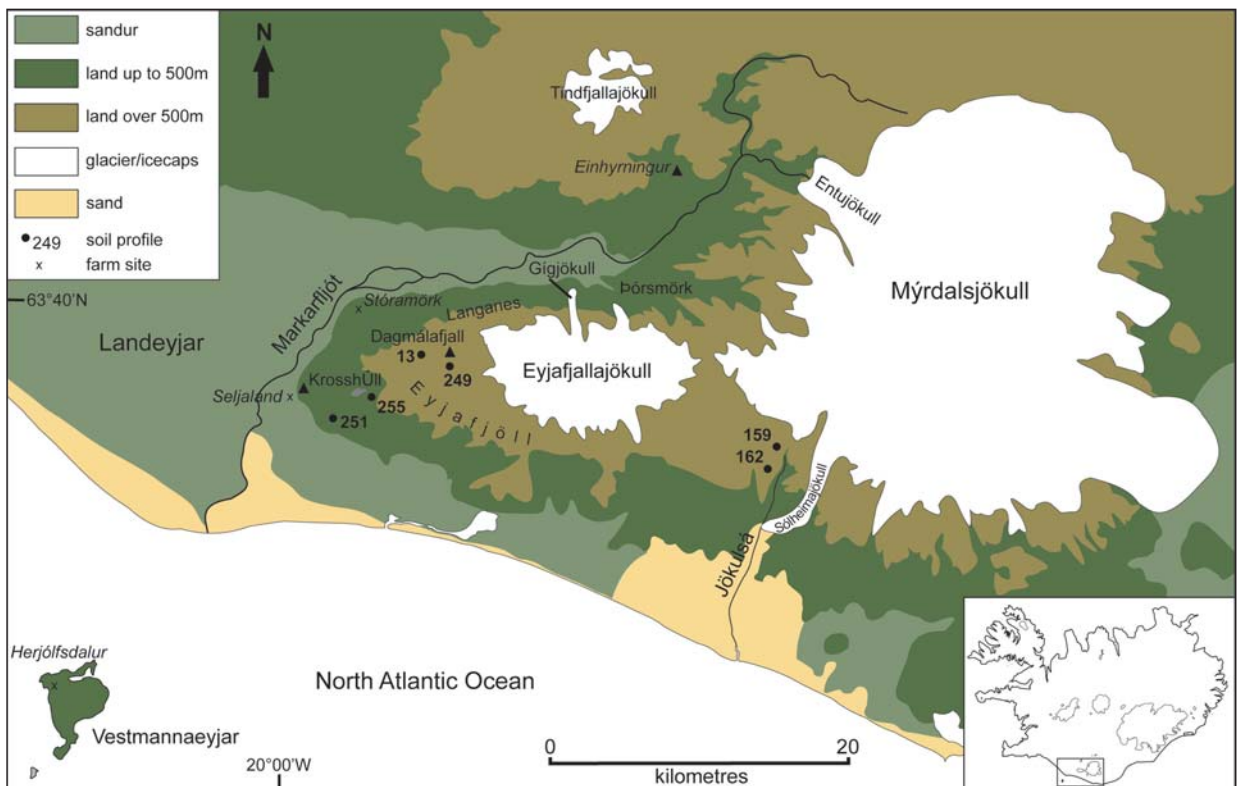 sandur
land up to 500m
land over 500m
glacier/icecaps
sand
249 soil profile
x farm site
N
Tindfjallajökull
Einhyrningur
Entujökull
Gígjökull
Þórsmörk
Mýrdalsjökull
63°40'N
Markarfljót
Stóramörk
Langanes
Landeyjar
Dagmálafjall
13
249
Eyjafjallajökull
KrosshÜll
Seljaland
255
Eyjafjöll
251
159
162
Sólheimajökull
Jökulsá
Herjólfsdalur
North Atlantic Ocean
Vestmannaeyjar
20°00'W
0 20
kilometres